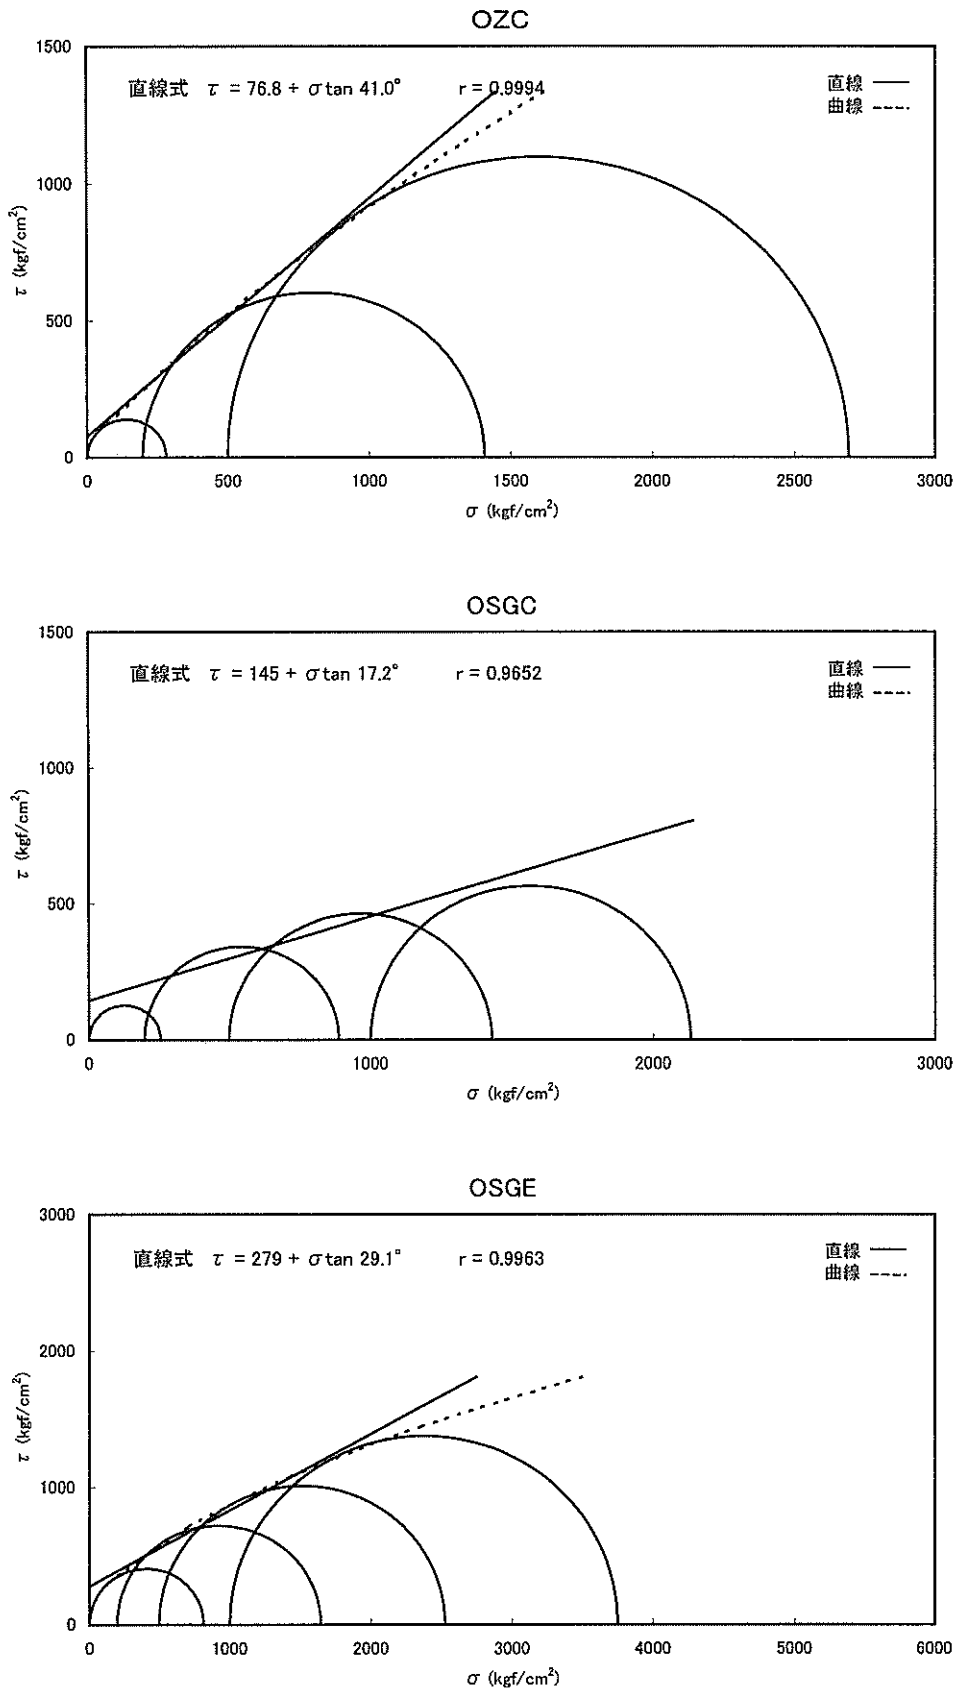 OZC
1500
直線式 τ = 76.8 + σ tan 41.0° r = 0.9994
直線
曲線
1000
τ (kgf/cm²)
500
0
0 500 1000 1500 2000 2500 3000
σ (kgf/cm²)
OSGC
1500
直線式 τ = 145 + σ tan 17.2° r = 0.9652
直線
曲線
1000
τ (kgf/cm²)
500
0
0 1000 2000 3000
σ (kgf/cm²)
OSGE
3000
直線式 τ = 279 + σ tan 29.1° r = 0.9963
直線
曲線
2000
τ (kgf/cm²)
1000
0
0 1000 2000 3000 4000 5000 6000
σ (kgf/cm²)